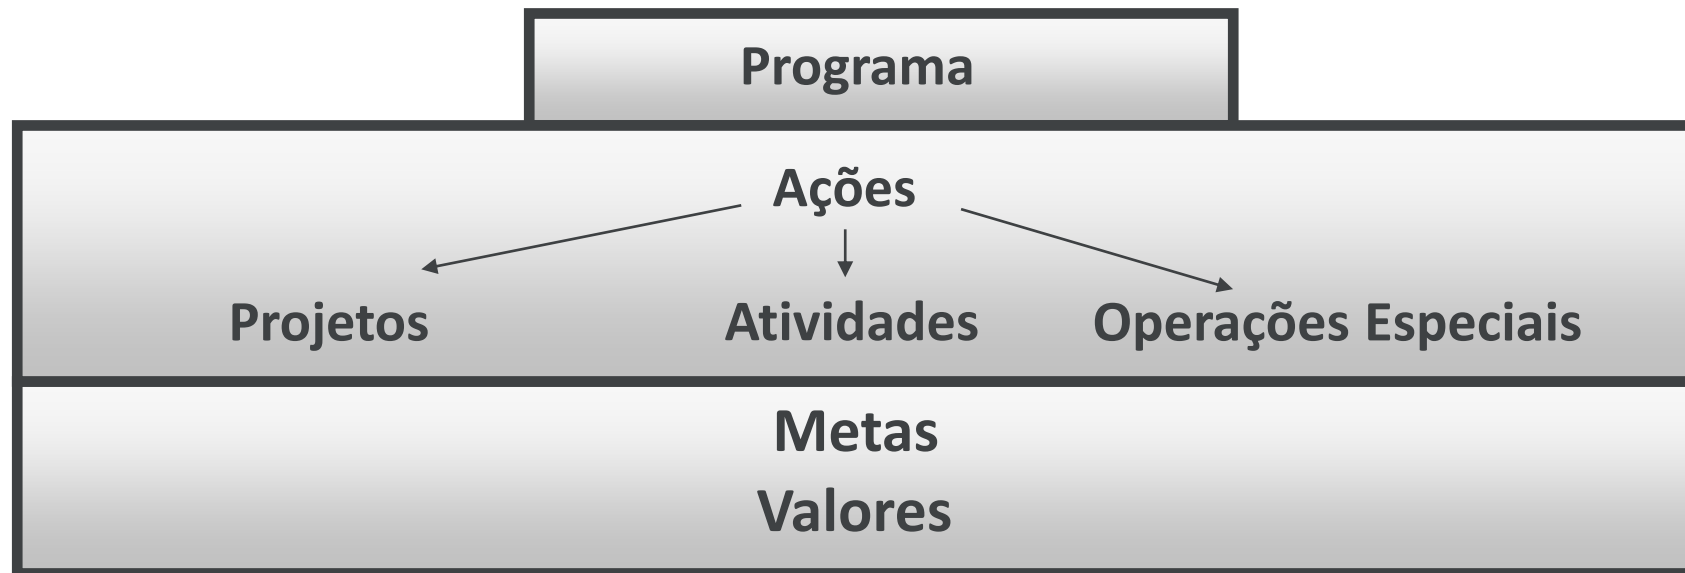 Programa
Ações
Projetos Atividades Operações Especiais
Metas
Valores